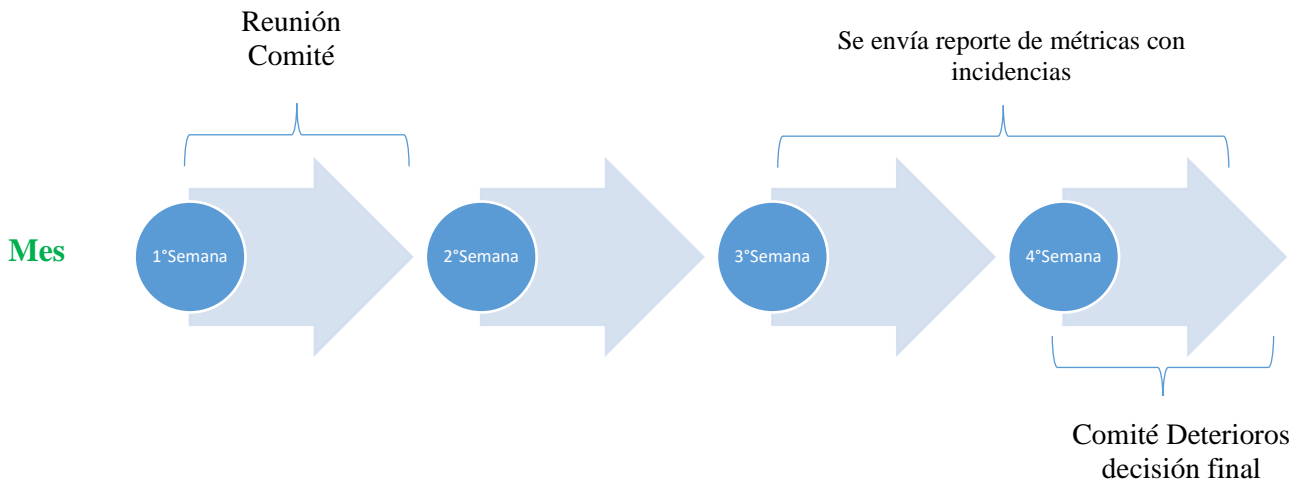 Reunión
Comité
Se envía reporte de métricas con
incidencias
Mes
1°Semana
2°Semana
3°Semana
4°Semana
Comité Deterioros
decisión final